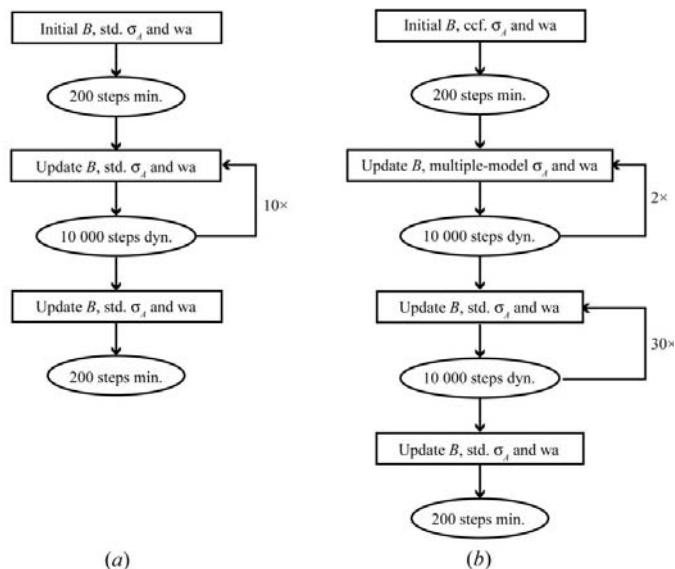 Initial B, std. σA and wa
200 steps min.
Update B, std. σA and wa
10×
10 000 steps dyn.
Update B, std. σA and wa
200 steps min.
(a)
Initial B, ccf. σA and wa
200 steps min.
Update B, multiple-model σA and wa
2×
10 000 steps dyn.
Update B, std. σA and wa
30×
10 000 steps dyn.
Update B, std. σA and wa
200 steps min.
(b)